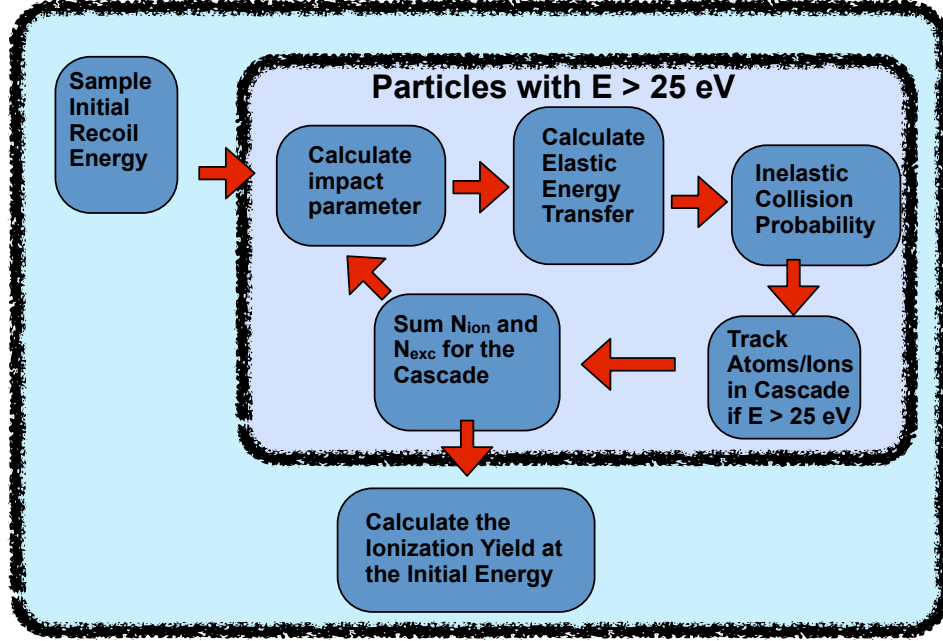 Sample
Initial
Recoil
Energy
Particles with E > 25 eV
Calculate
impact
parameter
Calculate
Elastic
Energy
Transfer
Inelastic
Collision
Probability
Track
Atoms/Ions
in Cascade
if E > 25 eV
Sum Nion and
Nexc for the
Cascade
Calculate the
Ionization Yield at
the Initial Energy